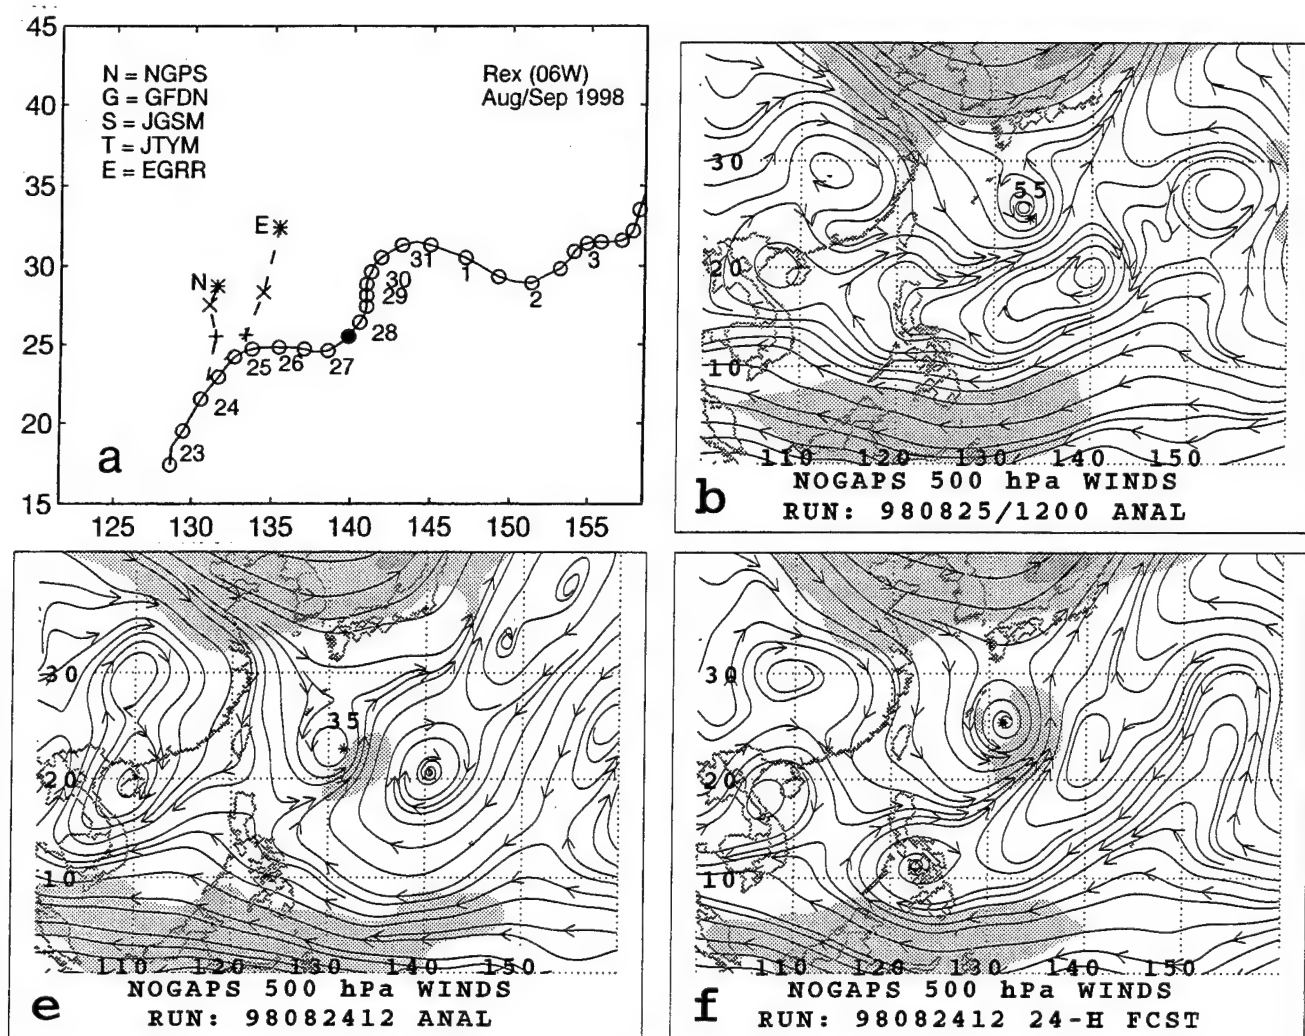 45
40
35
30
25
20
15
125 130 135 140 145 150 155
N = NGPS
G = GFDN
S = JGSM
T = JTYM
E = EGRR
Rex (06W)
Aug/Sep 1998
E
N
31
30
29
28
27
26
25
24
23
1
2
3
a
55
30
20
10
110 120 130 140 150
b
NOGAPS 500 hPa WINDS
RUN: 980825/1200 ANAL
35
30
20
10
110 120 130 140 150
e
NOGAPS 500 hPa WINDS
RUN: 98082412 ANAL
30
20
10
110 120 130 140 150
f
NOGAPS 500 hPa WINDS
RUN: 98082412 24-H FCST